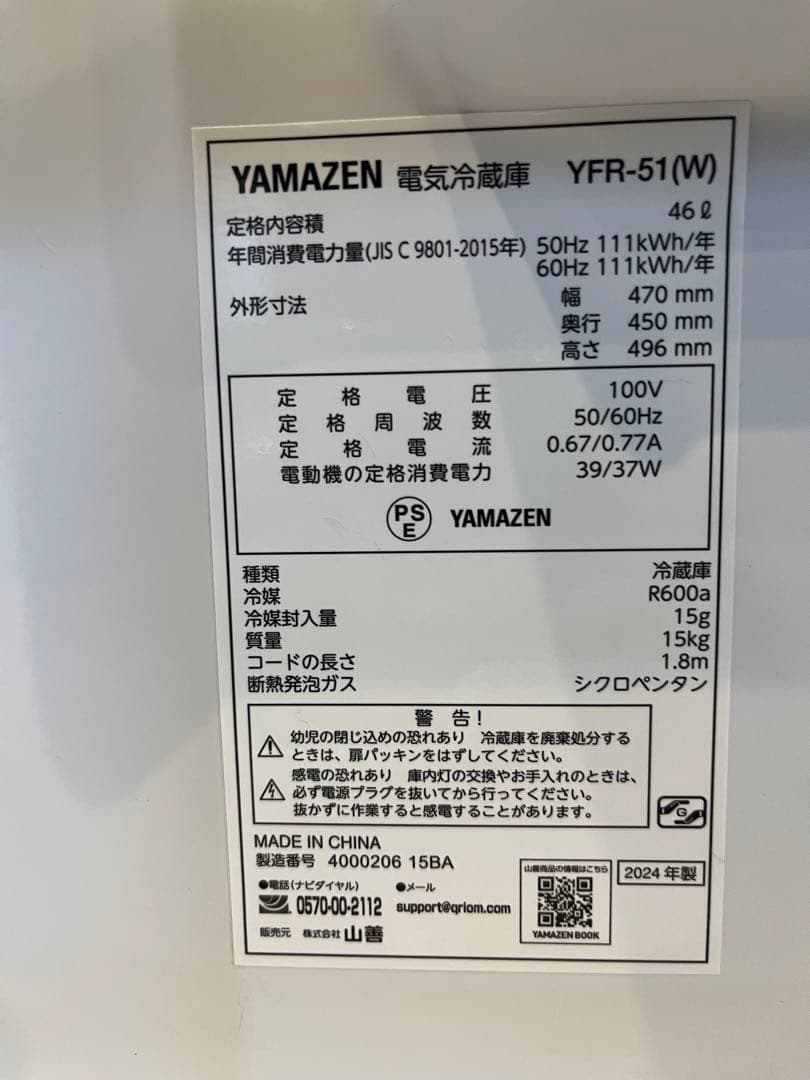 YAMAZEN 電気冷蔵庫 YFR-51(W)
定格内容積 46ℓ
年間消費電力量(JIS C 9801-2015年) 50Hz 111kWh/年
60Hz 111kWh/年
外形寸法 幅 470 mm
奥行 450 mm
高さ 496 mm
定格電圧 100V
定格周波数 50/60Hz
定格電流 0.67/0.77A
電動機の定格消費電力 39/37W
PSE YAMAZEN
種類 冷蔵庫
冷媒 R600a
冷媒封入量 15g
質量 15kg
コードの長さ 1.8m
断熱発泡ガス シクロペンタン
警 告!
幼児の閉じ込めの恐れあり 冷蔵庫を廃棄処分する
ときは、扉パッキンをはずしてください。
感電の恐れあり 庫内灯の交換やお手入れのときは、
必ず電源プラグを抜いてから行ってください。
抜かずに作業すると感電することがあります。
G
MADE IN CHINA
製造番号 4000206 15BA
●電話(ナビダイヤル) ●メール
0570-00-2112 support@qriom.com
販売元 株式会社 山善
山善商品の情報はこちら
YAMAZEN BOOK
2024 年製